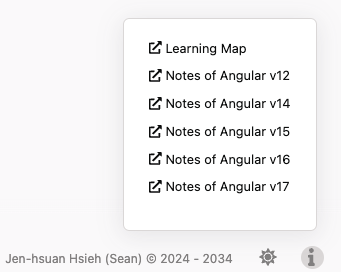 Learning Map
Notes of Angular v12
Notes of Angular v14
Notes of Angular v15
Notes of Angular v16
Notes of Angular v17
Jen-hsuan Hsieh (Sean) © 2024 - 2034